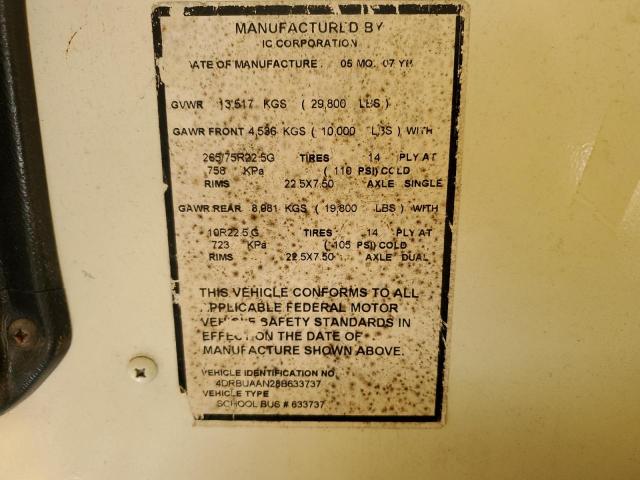 MANUFACTURED BY
IC CORPORATION
ATE OF MANUFACTURE. 05 MO. 07 YR
GVWR 13,517 KGS ( 29,800 LBS )
GAWR FRONT 4,536 KGS ( 10,000 LBS ) WITH
265/75R22.5G TIRES 14 PLY AT
758 KPa ( 110 PSI) COLD
RIMS 22.5X7.50 AXLE SINGLE
GAWR REAR 8,981 KGS ( 19,800 LBS ) WITH
10R22.5 G TIRES 14 PLY AT
723 KPa ( 105 PSI) COLD
RIMS 22.5X7.50 AXLE DUAL
THIS VEHICLE CONFORMS TO ALL
APPLICABLE FEDERAL MOTOR
VEHICLE SAFETY STANDARDS IN
EFFECT ON THE DATE OF
MANUFACTURE SHOWN ABOVE.
VEHICLE IDENTIFICATION NO.
4DRBUAAN28B633737
VEHICLE TYPE
SCHOOL BUS # 633737